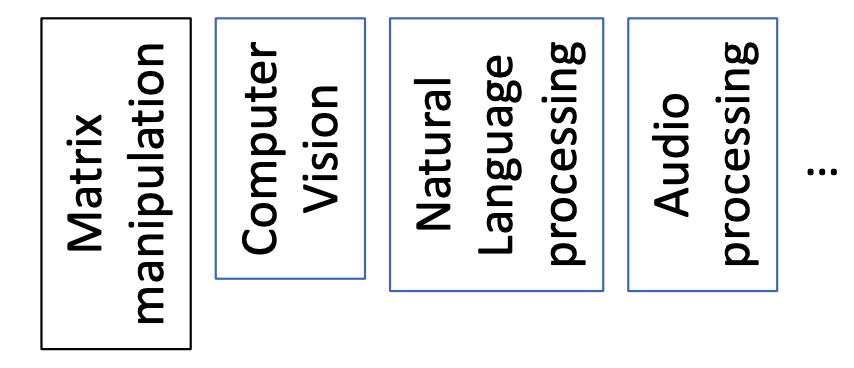 Matrix
manipulation
Computer
Vision
Natural
Language
processing
Audio
processing
...